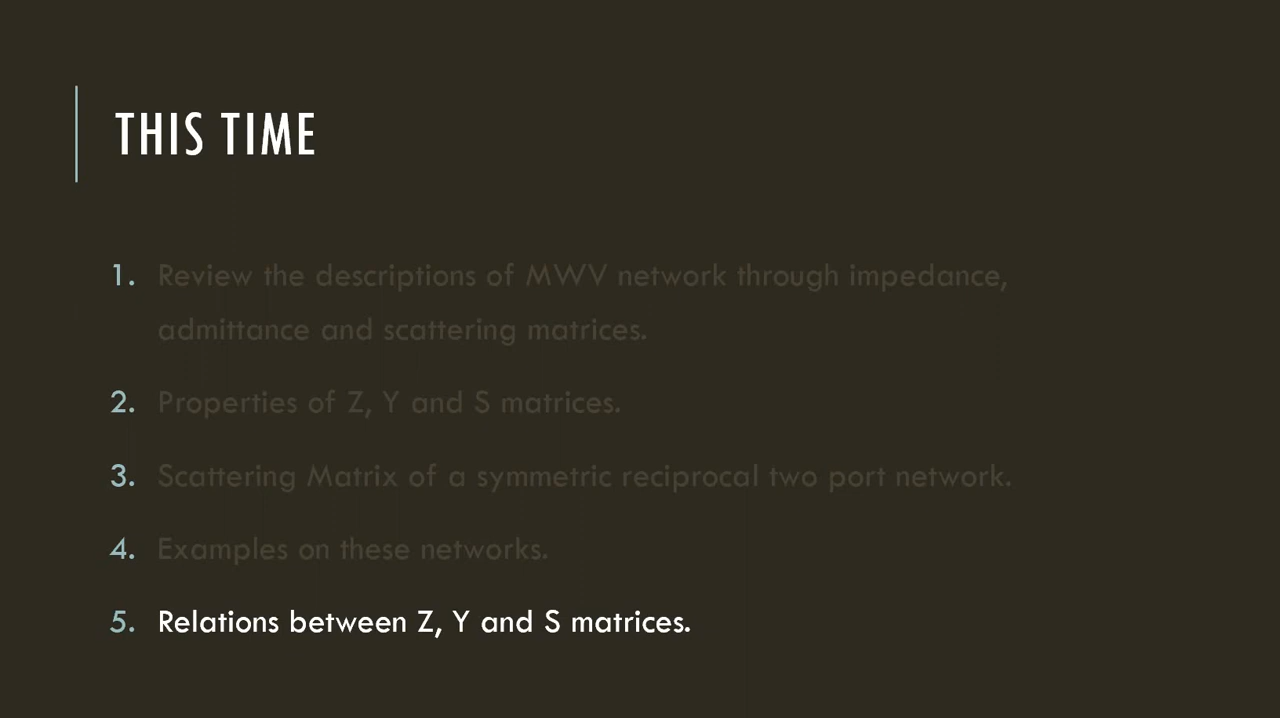 THIS TIME
1. Review the descriptions of MWV network through impedance,
admittance and scattering matrices.
2. Properties of Z, Y and S matrices.
3. Scattering Matrix of a symmetric reciprocal two port network.
4. Examples on these networks.
5. Relations between Z, Y and S matrices.